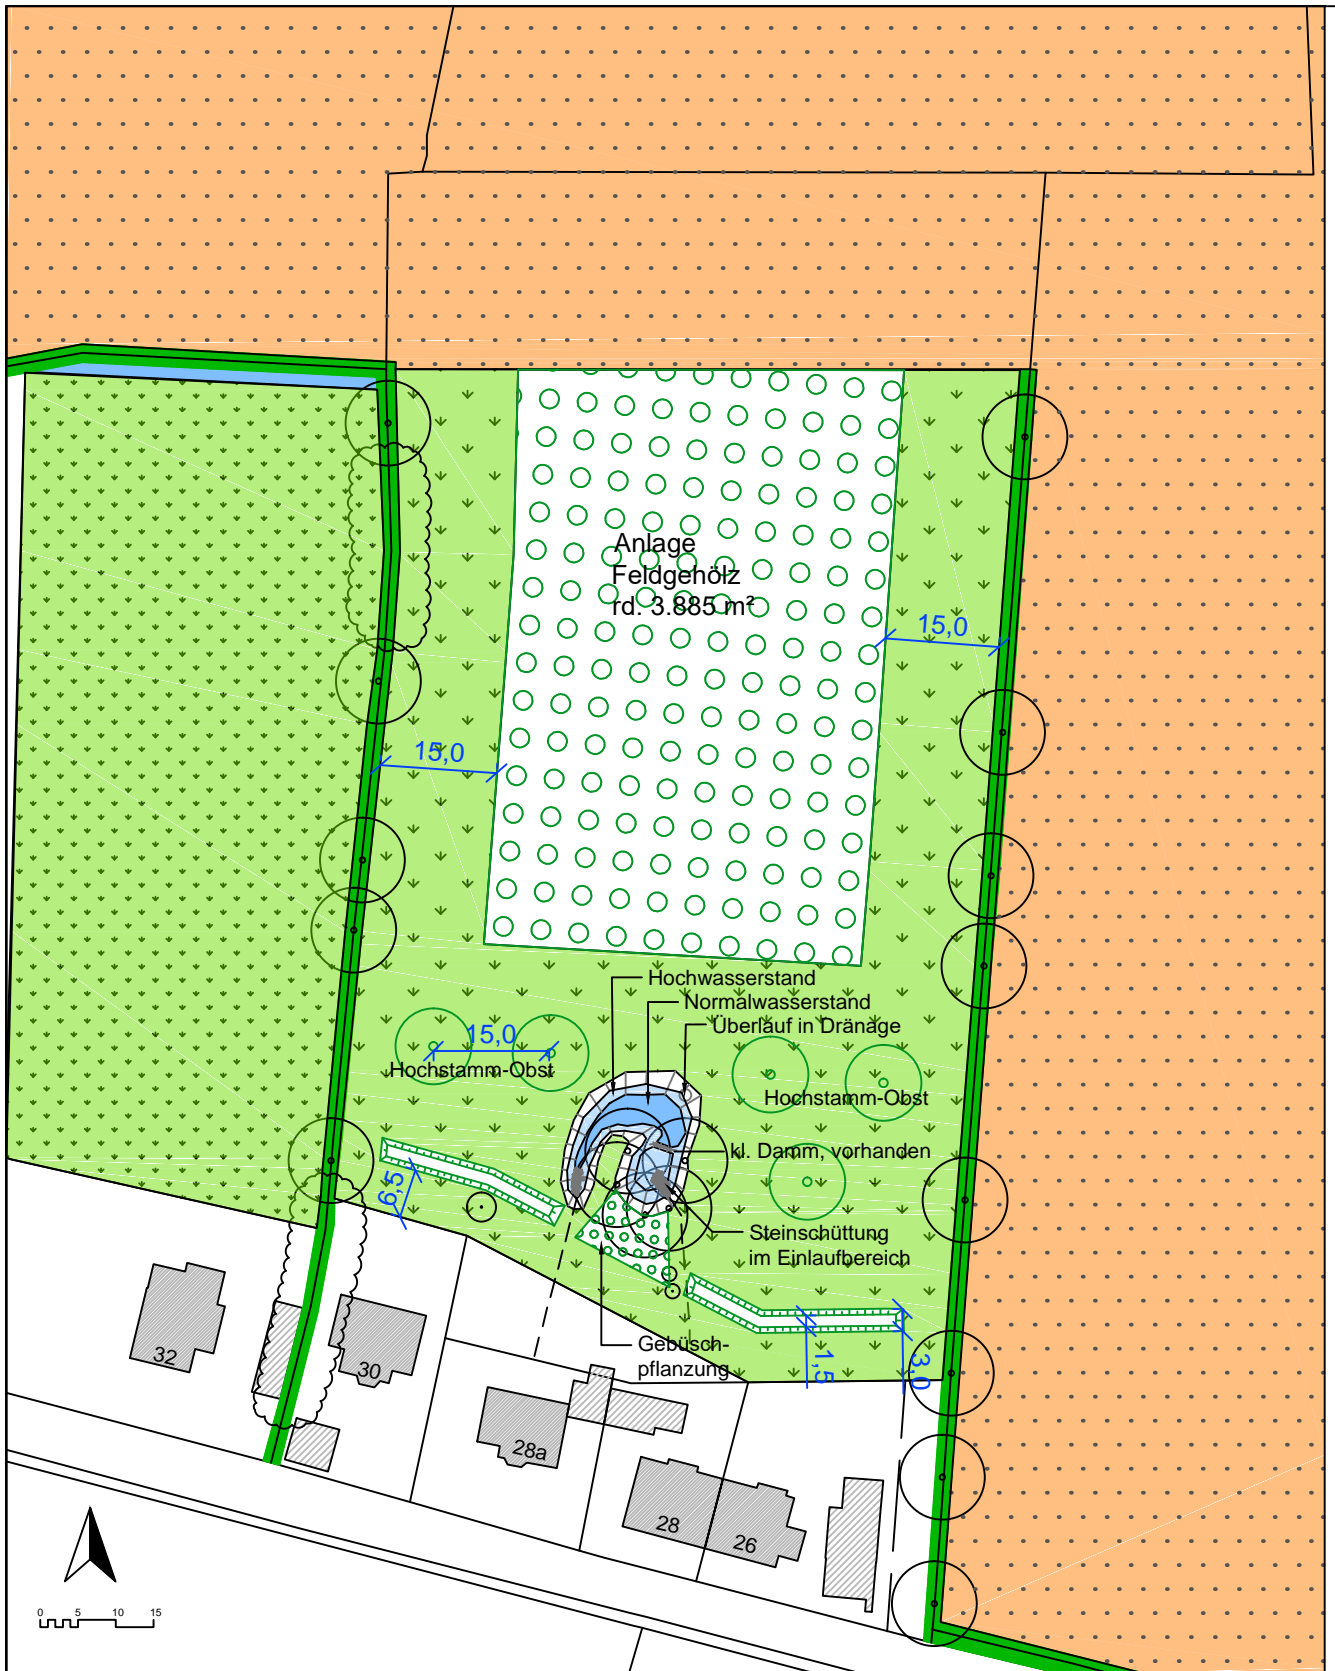 Anlage
Feldgehölz
rd. 3.885 m²
15,0
15,0
Hochwasserstand
Normalwasserstand
Überlauf in Dränage
15,0
Hochstamm-Obst
Hochstamm-Obst
kl. Damm, vorhanden
6,5
Steinschüttung
im Einlaufbereich
Gebüsch-
pflanzung
1,5
3,0
32
30
28a
28
26
0 5 10 15